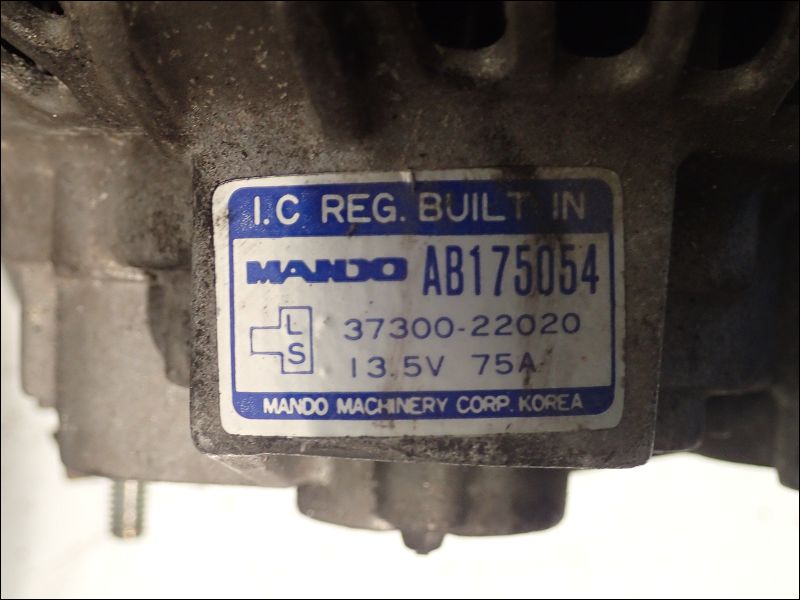 I.C REG. BUILT IN
MANDO AB175054
L 37300-22020
S 13.5V 75A
MANDO MACHINERY CORP. KOREA